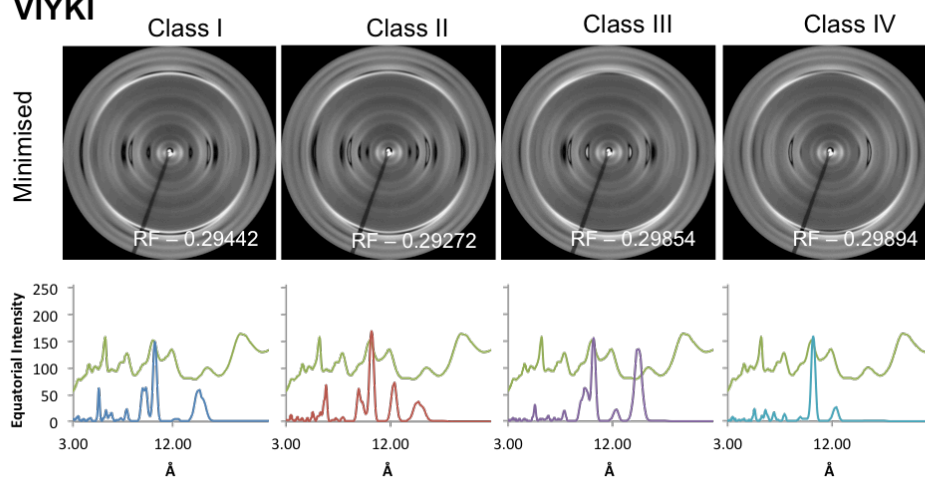 VIYKI
Class I
Class II
Class III
Class IV
Minimised
RF – 0.29442
RF – 0.29272
RF – 0.29854
RF – 0.29894
Equatorial Intensity
250
200
150
100
50
0
3.00
12.00
Å
3.00
12.00
Å
3.00
12.00
Å
3.00
12.00
Å